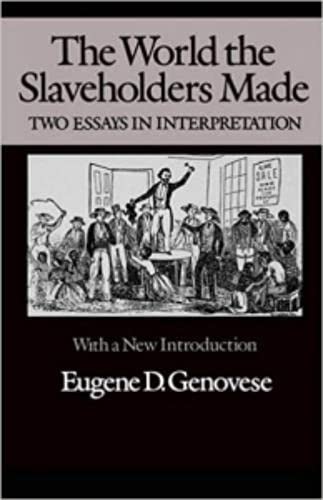 The World the
Slaveholders Made
TWO ESSAYS IN INTERPRETATION
SALE
With a New Introduction
Eugene D. Genovese